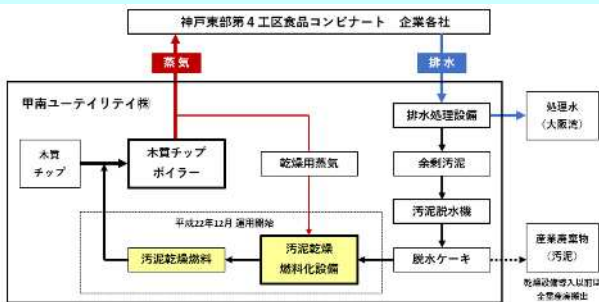 神戸東部第４工区食品コンビナート　企業各社
蒸気
排水
甲南ユーテイリテイ㈱
排水処理設備
処理水
（大阪湾）
木質
チップ
木質チップ
ボイラー
乾燥用蒸気
余剰汚泥
汚泥脱水機
平成22年12月 運用開始
汚泥乾燥燃料
汚泥乾燥
燃料化設備
脱水ケーキ
産業廃棄物
（汚泥）
乾燥設備導入以前は
全量産廃搬出